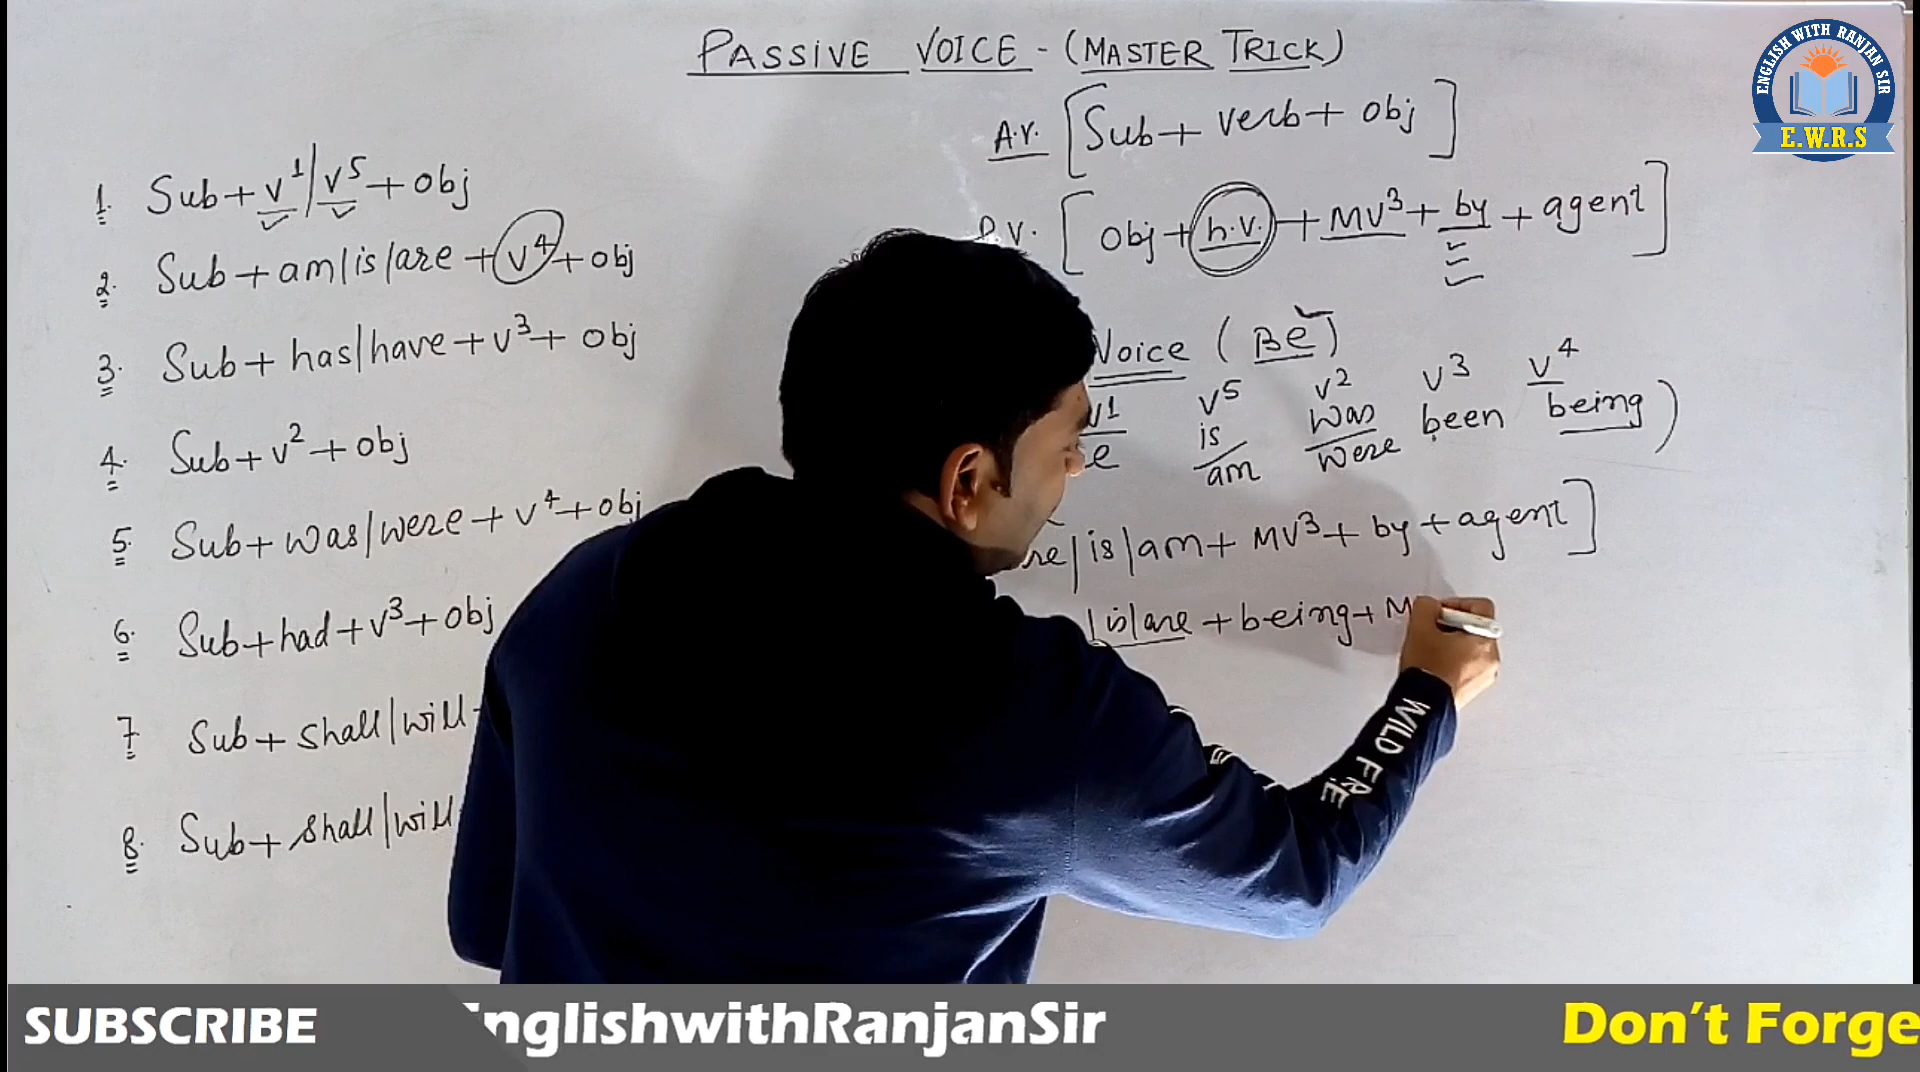 PASSIVE VOICE - (MASTER TRICK)
A.V. [Sub + verb + obj]
P.V. [Obj + h.v. + MV³ + by + agent]
Voice (Be)
V1 V5 V2 V3 V4
is/am was/were been being)
is/am + MV³ + by + agent]
is/are + being + M
1. Sub + V¹/V⁵ + obj
2. Sub + am/is/are + V⁴ + obj
3. Sub + has/have + V³ + obj
4. Sub + V² + obj
5. Sub + was/were + V⁴ + obj
6. Sub + had + V³ + obj
7. Sub + shall/will
8. Sub + shall/will
ENGLISH WITH RANJAN SIR
E.W.R.S
WILD FRE
SUBSCRIBE
EnglishwithRanjanSir
Don't Forge